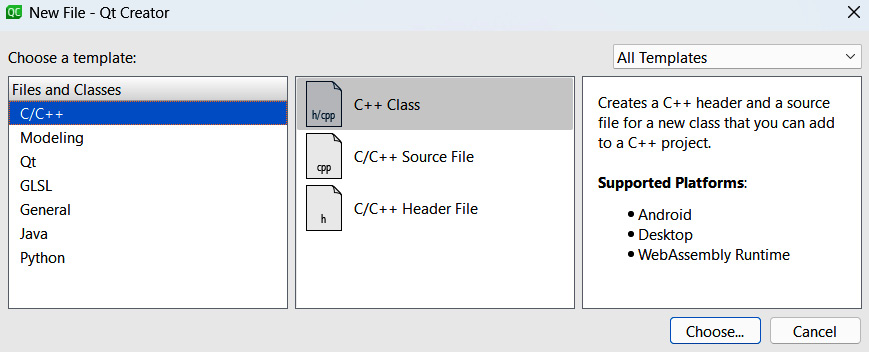 QC New File - Qt Creator
Choose a template:
All Templates
Files and Classes
C/C++
Modeling
Qt
GLSL
General
Java
Python
h/cpp C++ Class
cpp C/C++ Source File
h C/C++ Header File
Creates a C++ header and a source
file for a new class that you can add
to a C++ project.
Supported Platforms:
Android
Desktop
WebAssembly Runtime
Choose...
Cancel